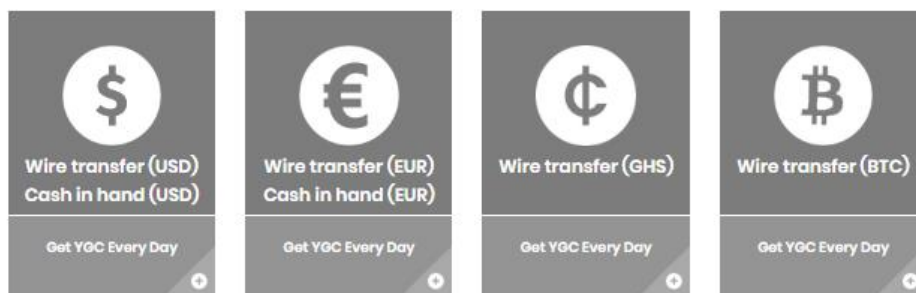 $
Wire transfer (USD)
Cash in hand (USD)
Get YGC Every Day
€
Wire transfer (EUR)
Cash in hand (EUR)
Get YGC Every Day
₵
Wire transfer (GHS)
Get YGC Every Day
₿
Wire transfer (BTC)
Get YGC Every Day